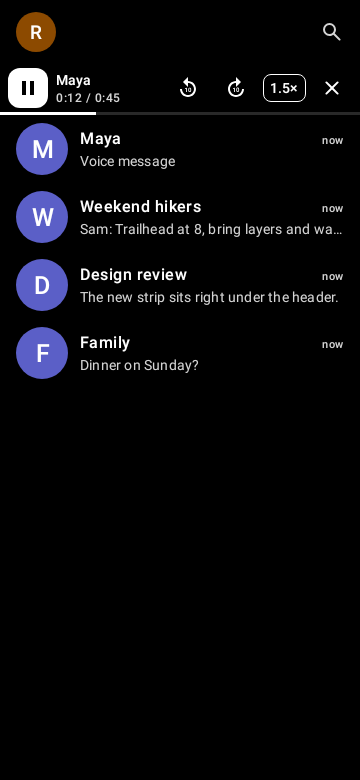 R
Maya
0:12 / 0:45
10
10
1.5×
M
Maya
now
Voice message
W
Weekend hikers
now
Sam: Trailhead at 8, bring layers and wa…
D
Design review
now
The new strip sits right under the header.
F
Family
now
Dinner on Sunday?